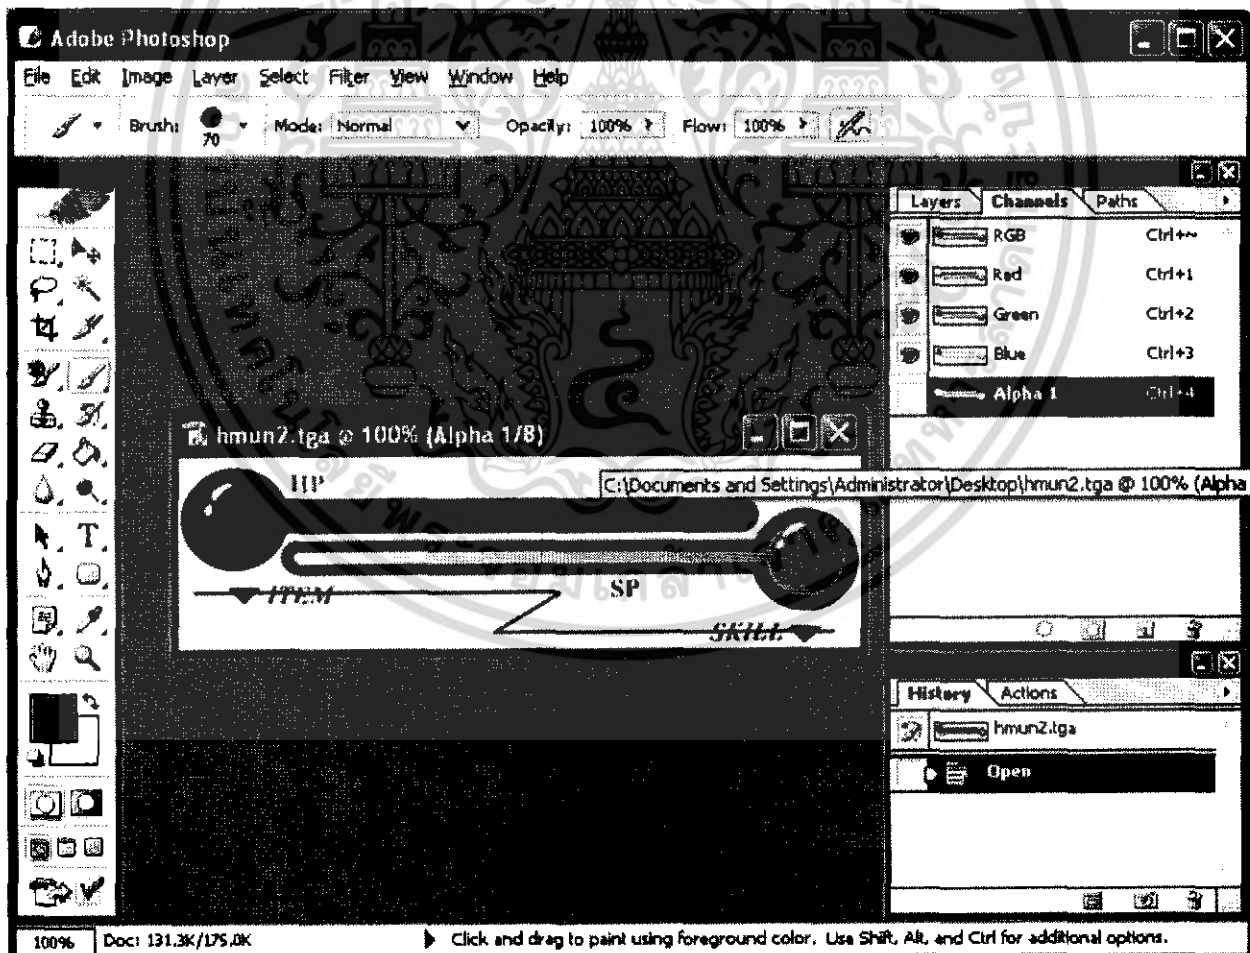 Adobe Photoshop
File Edit Image Layer Select Filter View Window Help
Brush: 70 Mode: Normal Opacity: 100% Flow: 100%
Layers Channels Paths
RGB Ctrl+~
Red Ctrl+1
Green Ctrl+2
Blue Ctrl+3
Alpha 1 Ctrl+4
hmun2.tga @ 100% (Alpha 1/8)
C:\Documents and Settings\Administrator\Desktop\hmun2.tga @ 100% (Alpha
HP
SP
ITEM
SKILL
History Actions
hmun2.tga
Open
100% Doc: 131.3K/175.0K Click and drag to paint using foreground color. Use Shift, Alt, and Ctrl for additional options.